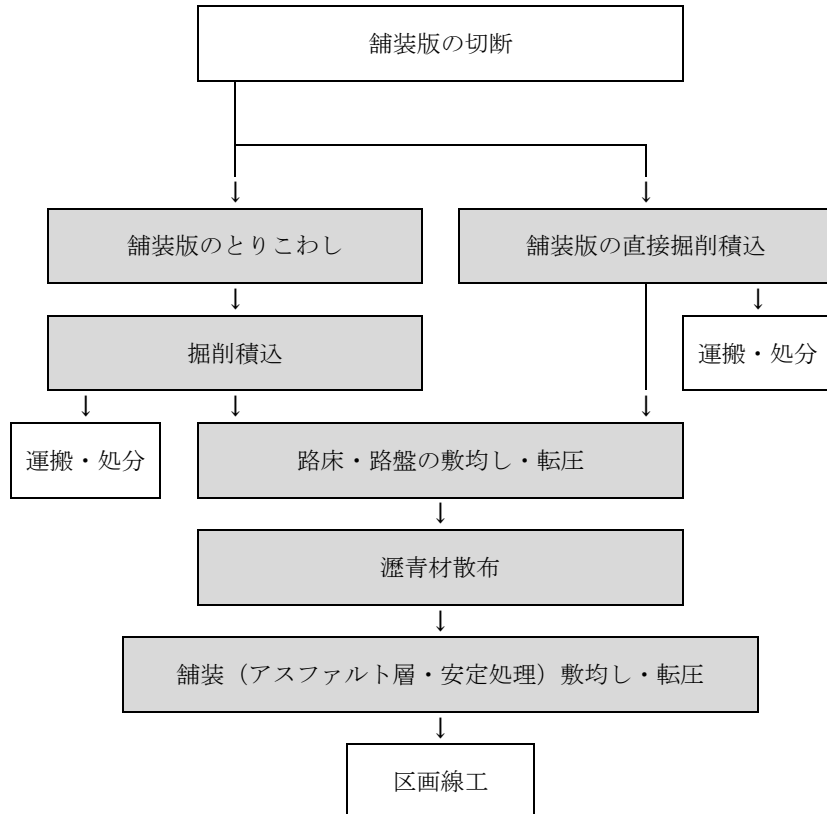 舗装版の切断
↓
↓
舗装版のとりこわし
舗装版の直接掘削積込
↓
↓
掘削積込
運搬・処分
↓
↓
↓
運搬・処分
路床・路盤の敷均し・転圧
↓
瀝青材散布
↓
舗装（アスファルト層・安定処理）敷均し・転圧
↓
区画線工